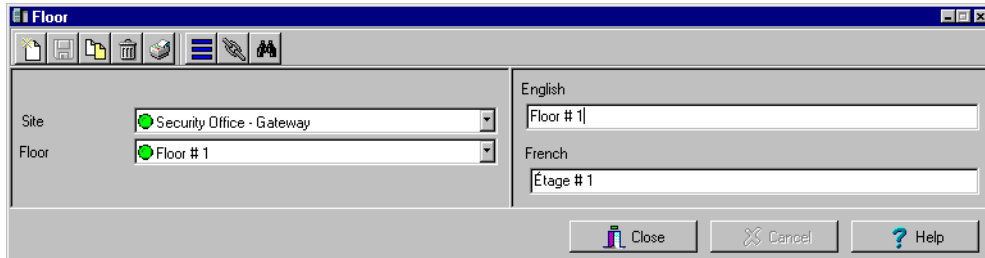 Floor
English
Site
Security Office - Gateway
Floor # 1
Floor
Floor # 1
French
Étage # 1
Close
Cancel
Help